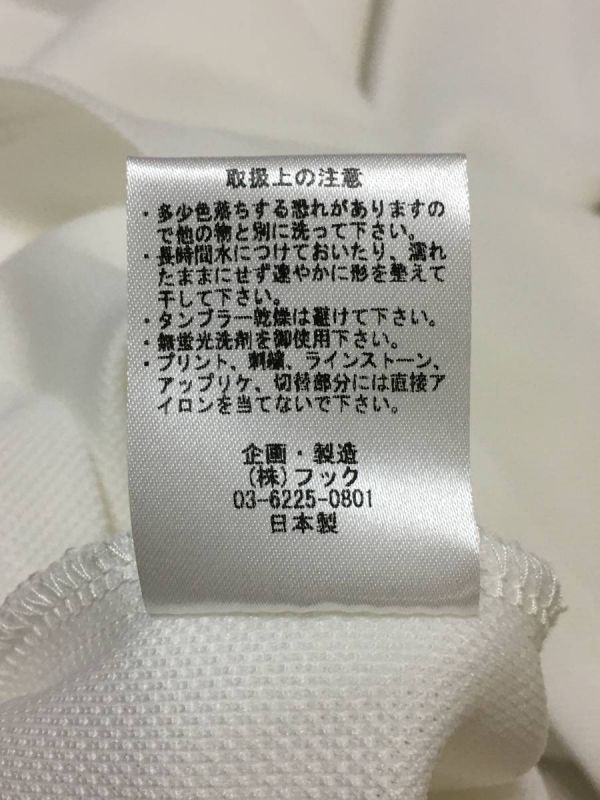 取扱上の注意
・多少色落ちする恐れがありますの
で他の物と別に洗って下さい。
・長時間水につけておいたり、濡れ
たままにせず速やかに形を整えて
干して下さい。
・タンブラー乾燥は避けて下さい。
・無蛍光洗剤を御使用下さい。
・プリント、刺繍、ラインストーン、
アップリケ、切替部分には直接ア
イロンを当てないで下さい。
企画・製造
(株)フック
03-6225-0801
日本製